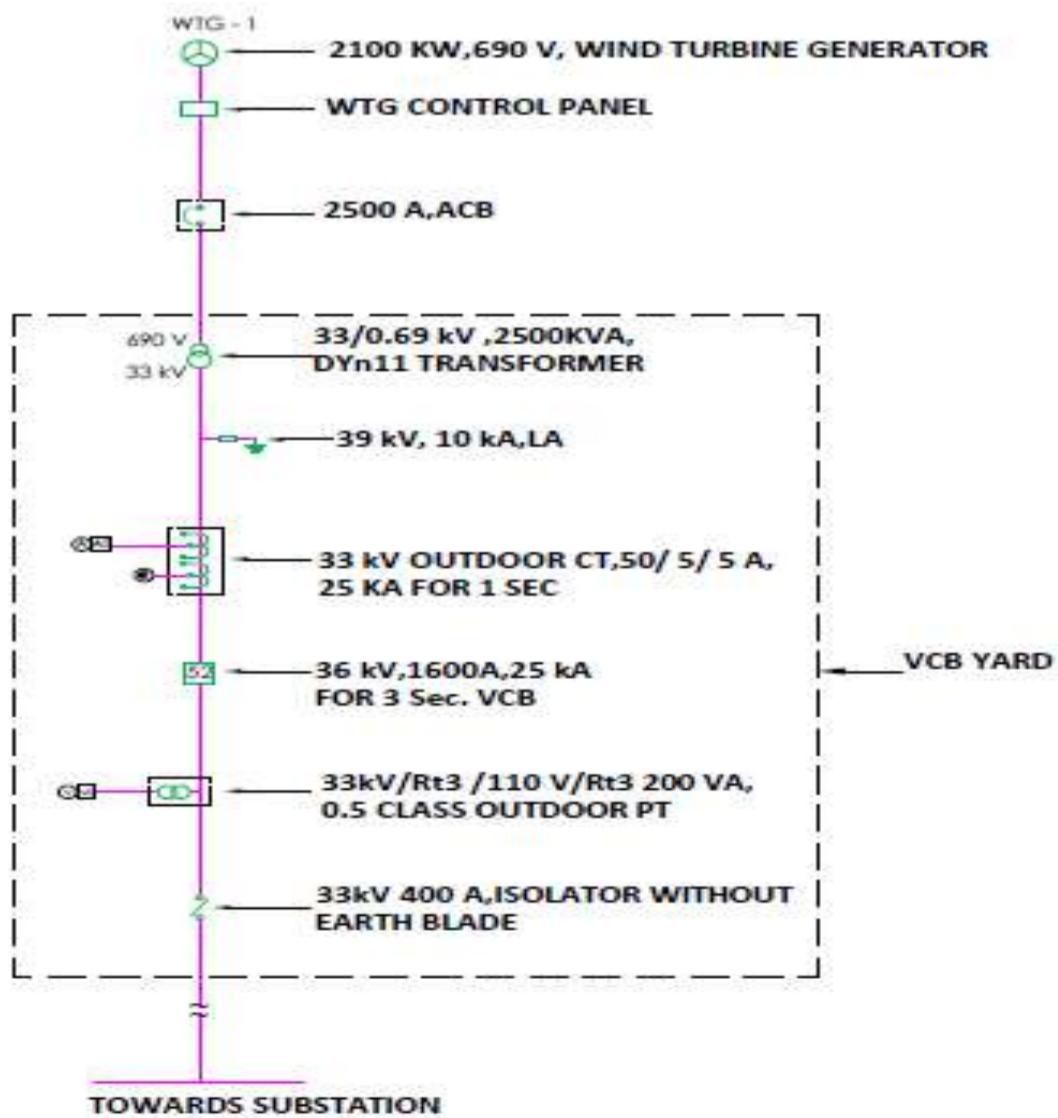 WTG - 1
2100 KW,690 V, WIND TURBINE GENERATOR
WTG CONTROL PANEL
2500 A,ACB
690 V
33 kV
33/0.69 kV ,2500KVA,
DYn11 TRANSFORMER
39 kV, 10 kA,LA
33 kV OUTDOOR CT,50/ 5/ 5 A,
25 KA FOR 1 SEC
52
36 kV,1600A,25 kA
FOR 3 Sec. VCB
VCB YARD
33kV/Rt3 /110 V/Rt3 200 VA,
0.5 CLASS OUTDOOR PT
33kV 400 A,ISOLATOR WITHOUT
EARTH BLADE
TOWARDS SUBSTATION